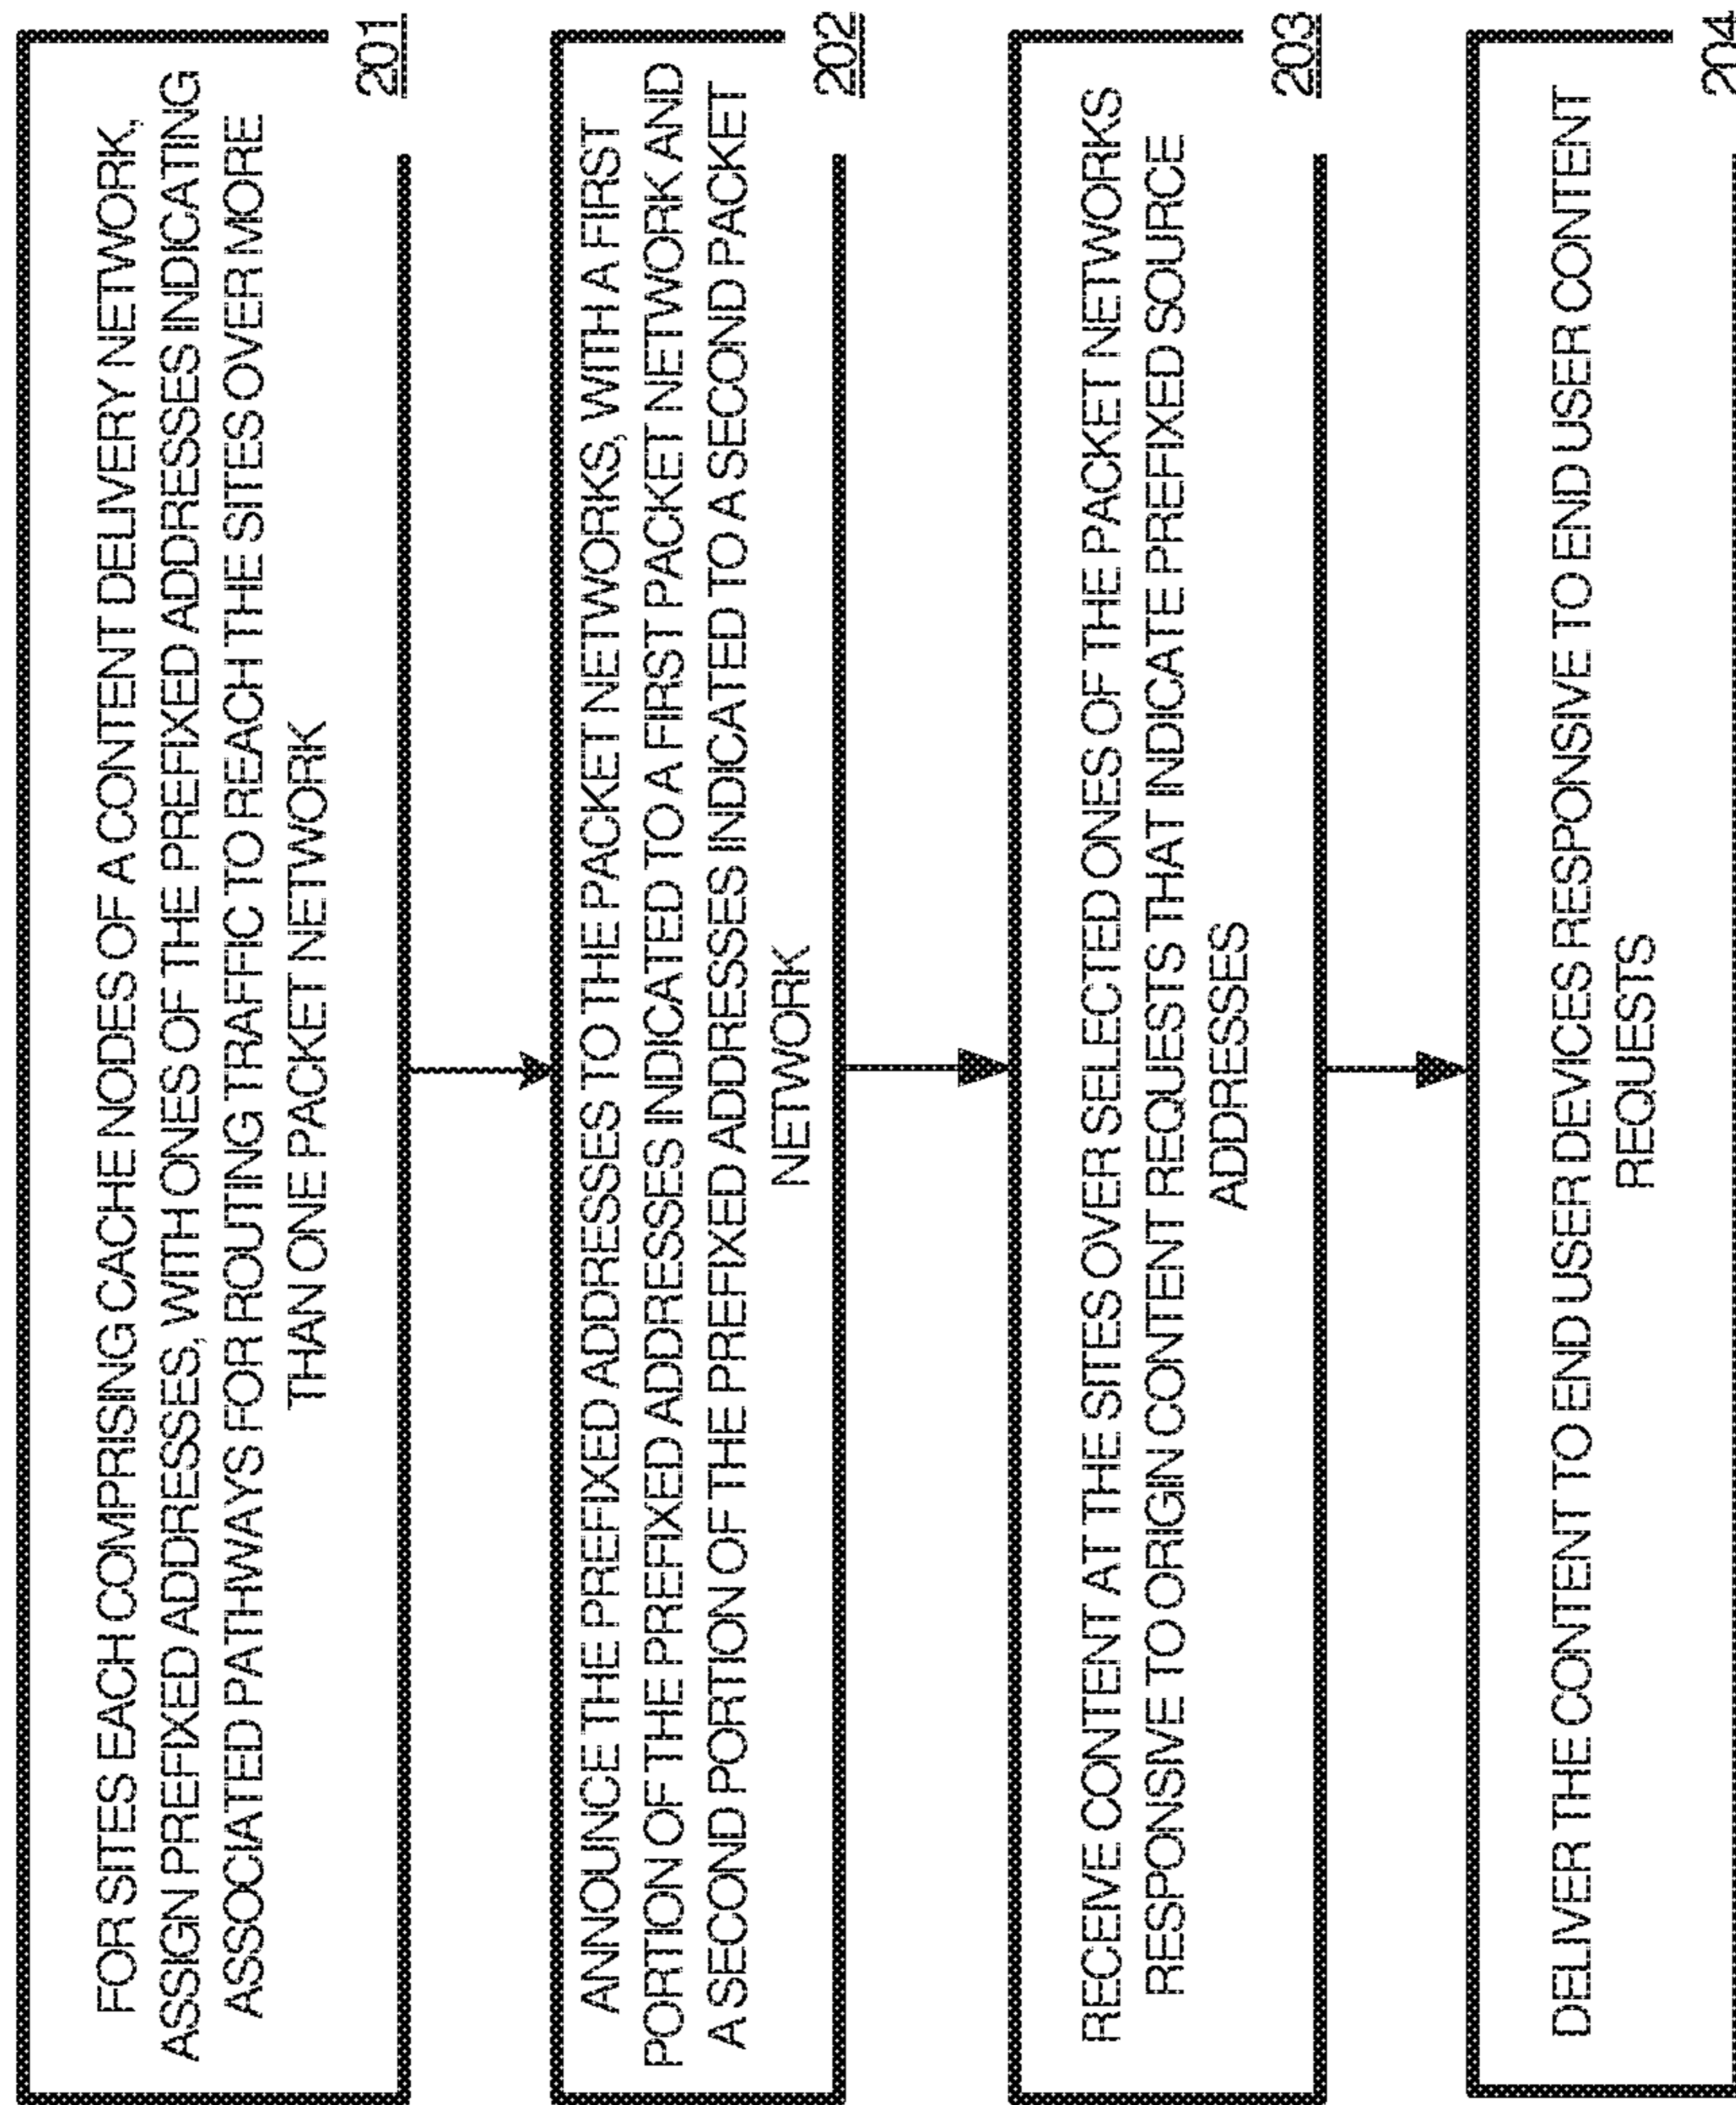 FOR SITES EACH COMPRISING CACHE NODES OF A CONTENT DELIVERY NETWORK,
ASSIGN PREFIXED ADDRESSES, WITH ONES OF THE PREFIXED ADDRESSES INDICATING
ASSOCIATED PATHWAYS FOR ROUTING TRAFFIC TO REACH THE SITES OVER MORE
THAN ONE PACKET NETWORK
201
ANNOUNCE THE PREFIXED ADDRESSES TO THE PACKET NETWORKS, WITH A FIRST
PORTION OF THE PREFIXED ADDRESSES INDICATED TO A FIRST PACKET NETWORK AND
A SECOND PORTION OF THE PREFIXED ADDRESSES INDICATED TO A SECOND PACKET
NETWORK
202
RECEIVE CONTENT AT THE SITES OVER SELECTED ONES OF THE PACKET NETWORKS
RESPONSIVE TO ORIGIN CONTENT REQUESTS THAT INDICATE PREFIXED SOURCE
ADDRESSES
203
DELIVER THE CONTENT TO END USER DEVICES RESPONSIVE TO END USER CONTENT
REQUESTS
204